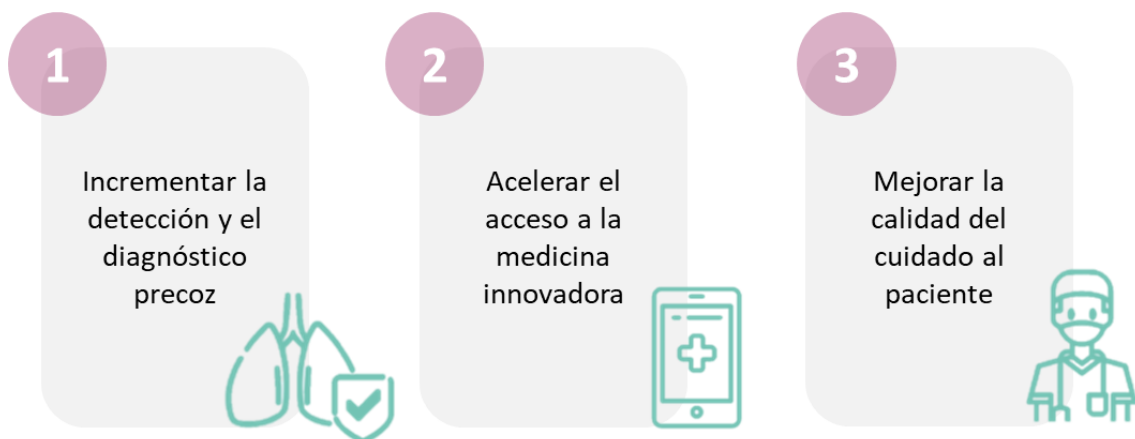 1
Incrementar la
detección y el
diagnóstico
precoz
2
Acelerar el
acceso a la
medicina
innovadora
3
Mejorar la
calidad del
cuidado al
paciente